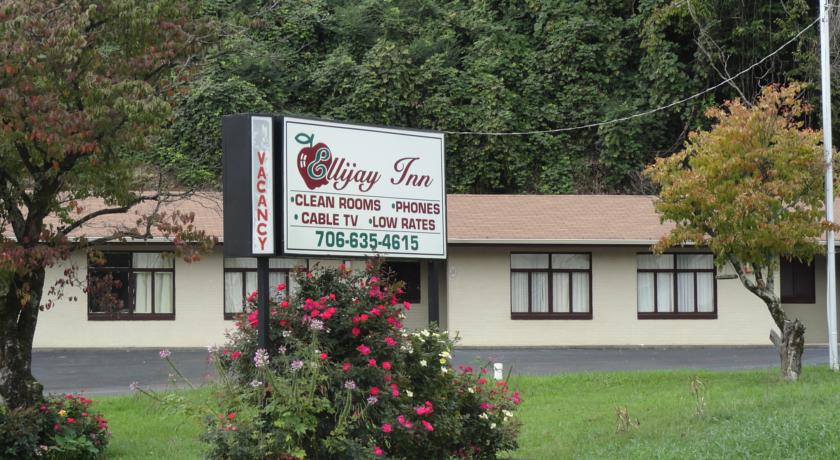 VACANCY
Ellijay Inn
•CLEAN ROOMS •PHONES
•CABLE TV •LOW RATES
706-635-4615